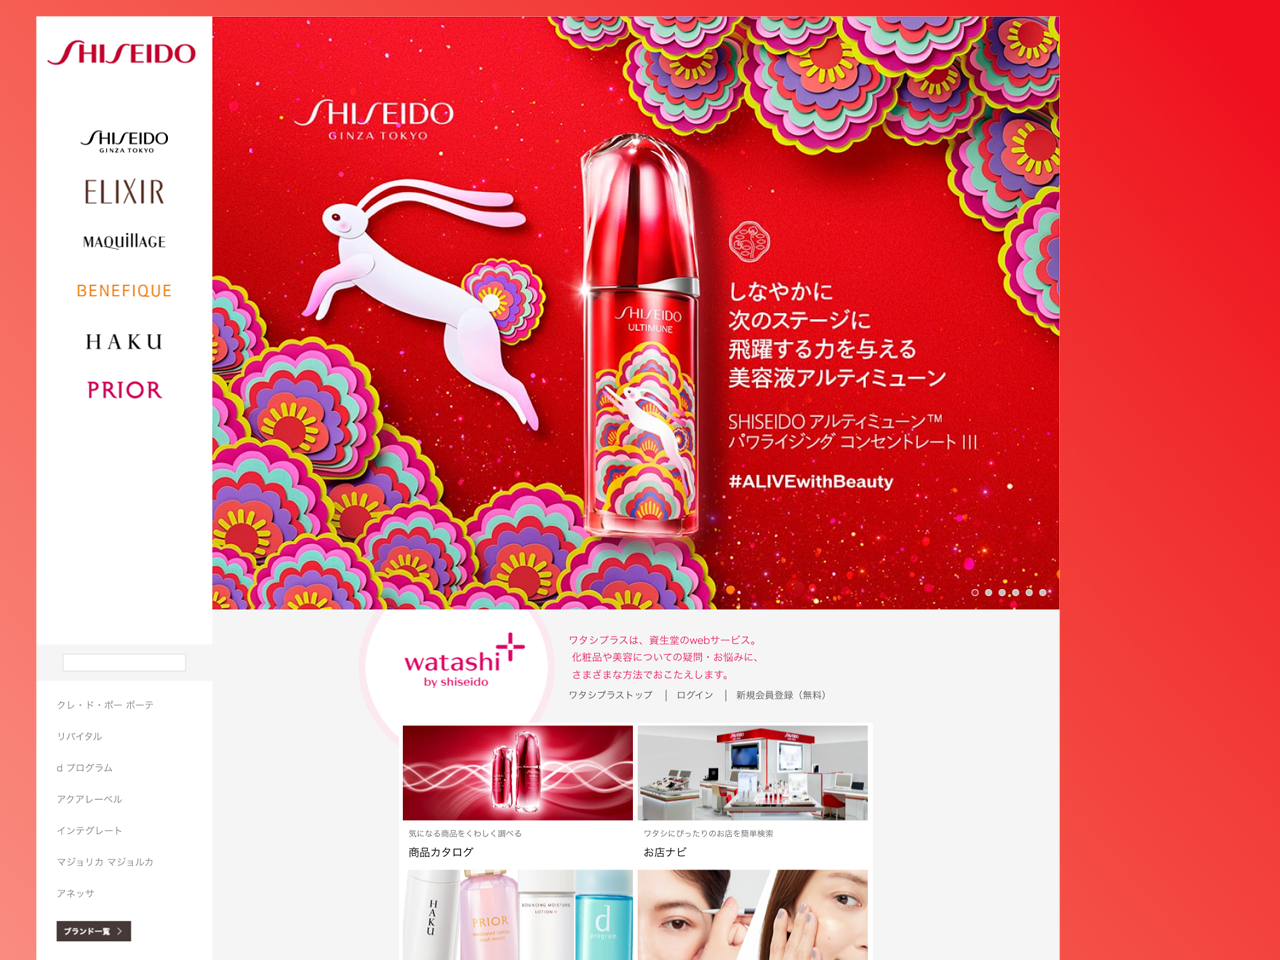 SHISEIDO
SHISEIDO
GINZA TOKYO
ELIXIR
MAQuillAGE
BENEFIQUE
HAKU
PRIOR
クレ・ド・ポー ボーテ
リバイタル
d プログラム
アクアレーベル
インテグレート
マジョリカ マジョルカ
アネッサ
ブランド一覧
SHISEIDO
GINZA TOKYO
SHISEIDO
ULTIMUNE
しなやかに
次のステージに
飛躍する力を与える
美容液アルティミューン
SHISEIDO アルティミューン™
パワライジング コンセントレート III
#ALIVEwithBeauty
watashi+
by shiseido
ワタシプラスは、資生堂のwebサービス。
化粧品や美容についての疑問・お悩みに、
さまざまな方法でおこたえします。
ワタシプラストップ | ログイン | 新規会員登録（無料）
SHISEIDO
気になる商品をくわしく調べる
商品カタログ
ワタシにぴったりのお店を簡単検索
お店ナビ
HAKU
PRIOR
BOUNCING MOISTURE
LOTION II
d
program